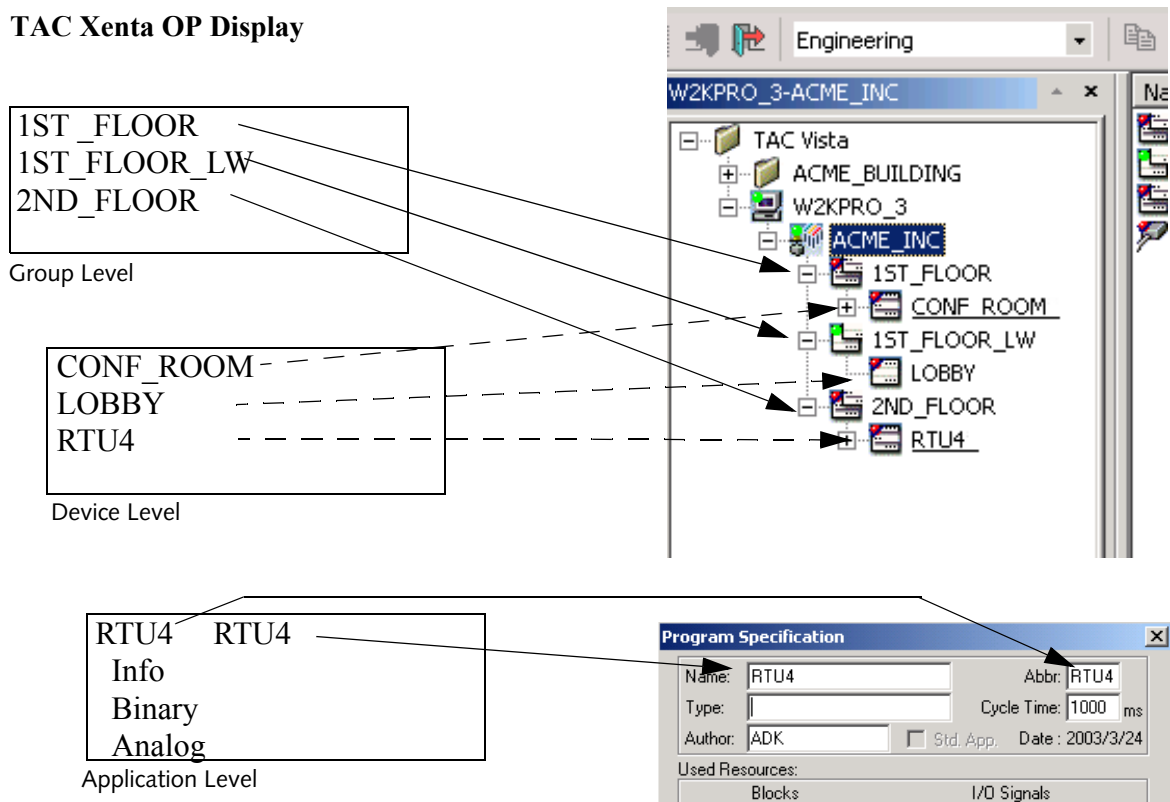 TAC Xenta OP Display
1ST _FLOOR
1ST_FLOOR_LW
2ND_FLOOR
Group Level
CONF_ROOM
LOBBY
RTU4
Device Level
Engineering
W2KPRO_3-ACME_INC
Na
TAC Vista
ACME_BUILDING
W2KPRO_3
ACME_INC
1ST_FLOOR
CONF_ROOM
1ST_FLOOR_LW
LOBBY
2ND_FLOOR
RTU4
RTU4 RTU4
Info
Binary
Analog
Application Level
Program Specification
Name: RTU4 Abbr: RTU4
Type: Cycle Time: 1000 ms
Author: ADK Std. App. Date : 2003/3/24
Used Resources:
Blocks I/O Signals